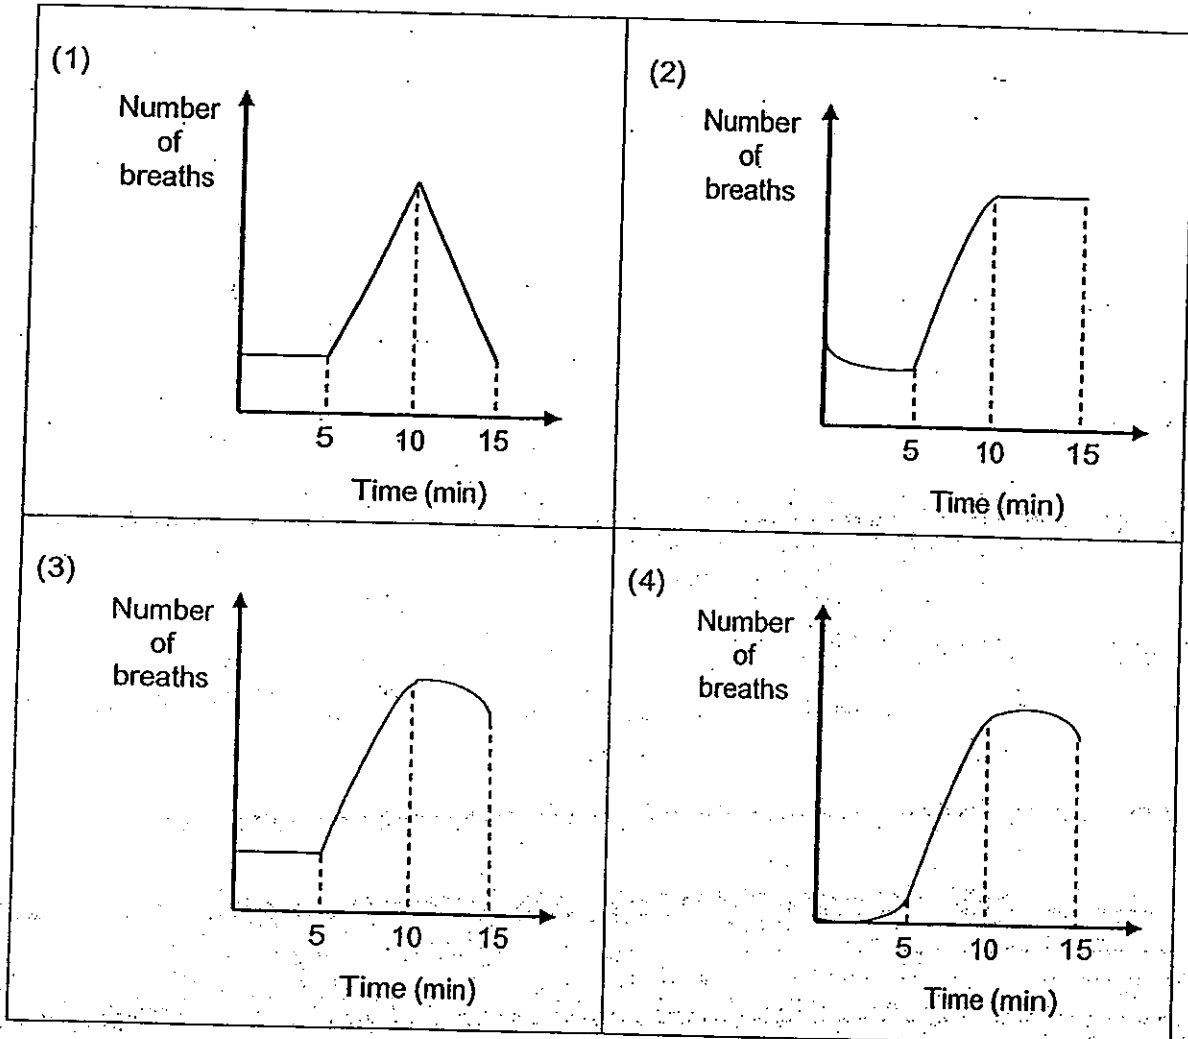 (1)
Number
of
breaths
5 10 15
Time (min)
(2)
Number
of
breaths
5 10 15
Time (min)
(3)
Number
of
breaths
5 10 15
Time (min)
(4)
Number
of
breaths
5 10 15
Time (min)